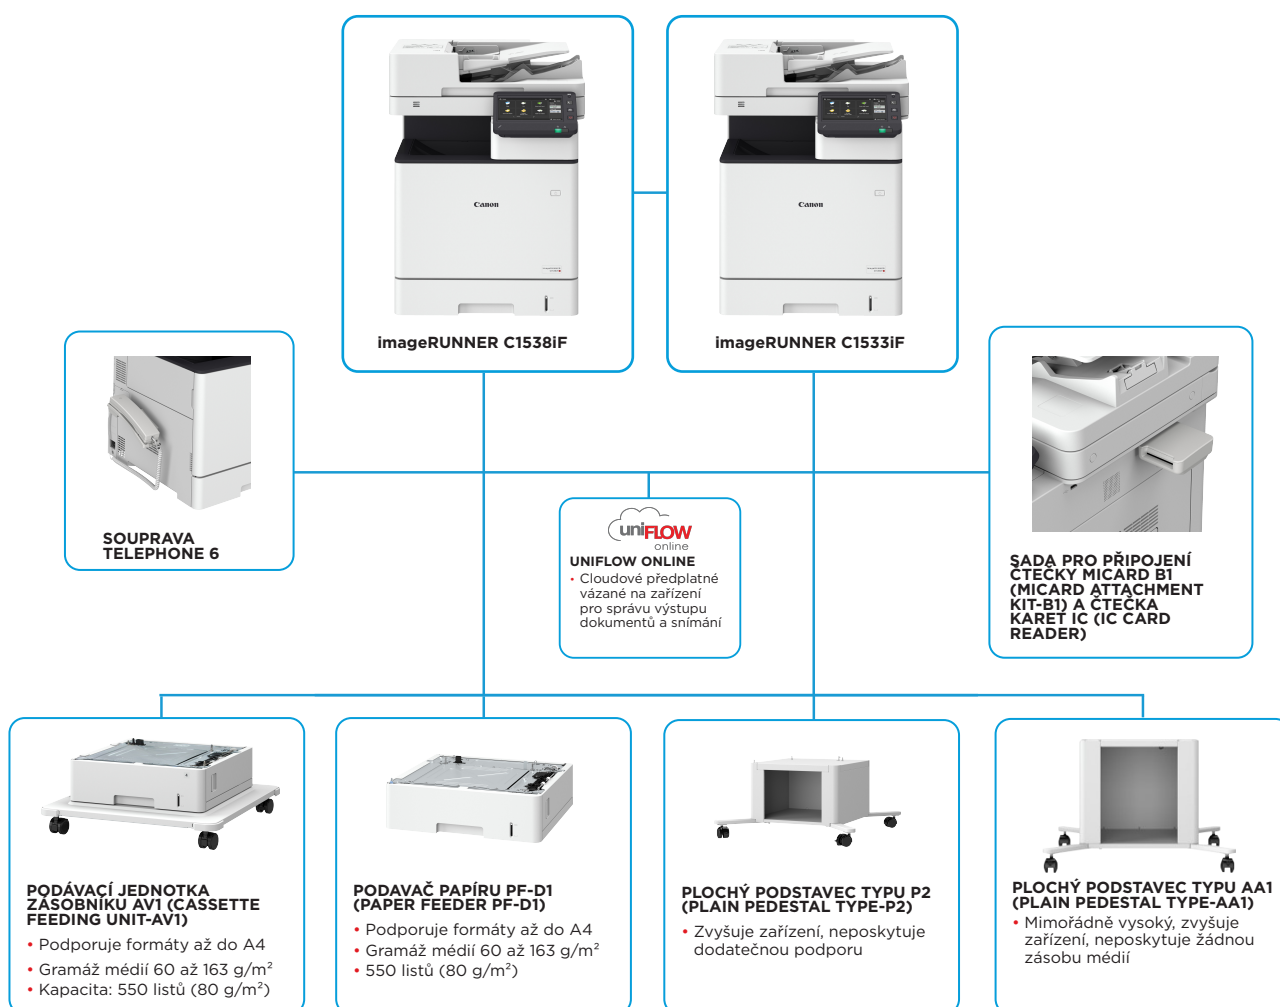 Canon
Canon
imageRUNNER C1538iF
imageRUNNER C1533iF
SOUPRAVA
TELEPHONE 6
uniFLOW
online
UNIFLOW ONLINE
• Cloudové předplatné
vázané na zařízení
pro správu výstupu
dokumentů a snímání
SADA PRO PŘIPOJENÍ
ČTEČKY MICARD B1
(MICARD ATTACHMENT
KIT-B1) A ČTEČKA
KARET IC (IC CARD
READER)
PODÁVACÍ JEDNOTKA
ZÁSOBNÍKU AV1 (CASSETTE
FEEDING UNIT-AV1)
• Podporuje formáty až do A4
• Gramáž médií 60 až 163 g/m²
• Kapacita: 550 listů (80 g/m²)
PODAVAČ PAPÍRU PF-D1
(PAPER FEEDER PF-D1)
• Podporuje formáty až do A4
• Gramáž médií 60 až 163 g/m²
• 550 listů (80 g/m²)
PLOCHÝ PODSTAVEC TYPU P2
(PLAIN PEDESTAL TYPE-P2)
• Zvyšuje zařízení, neposkytuje
dodatečnou podporu
PLOCHÝ PODSTAVEC TYPU AA1
(PLAIN PEDESTAL TYPE-AA1)
• Mimořádně vysoký, zvyšuje
zařízení, neposkytuje žádnou
zásobu médií